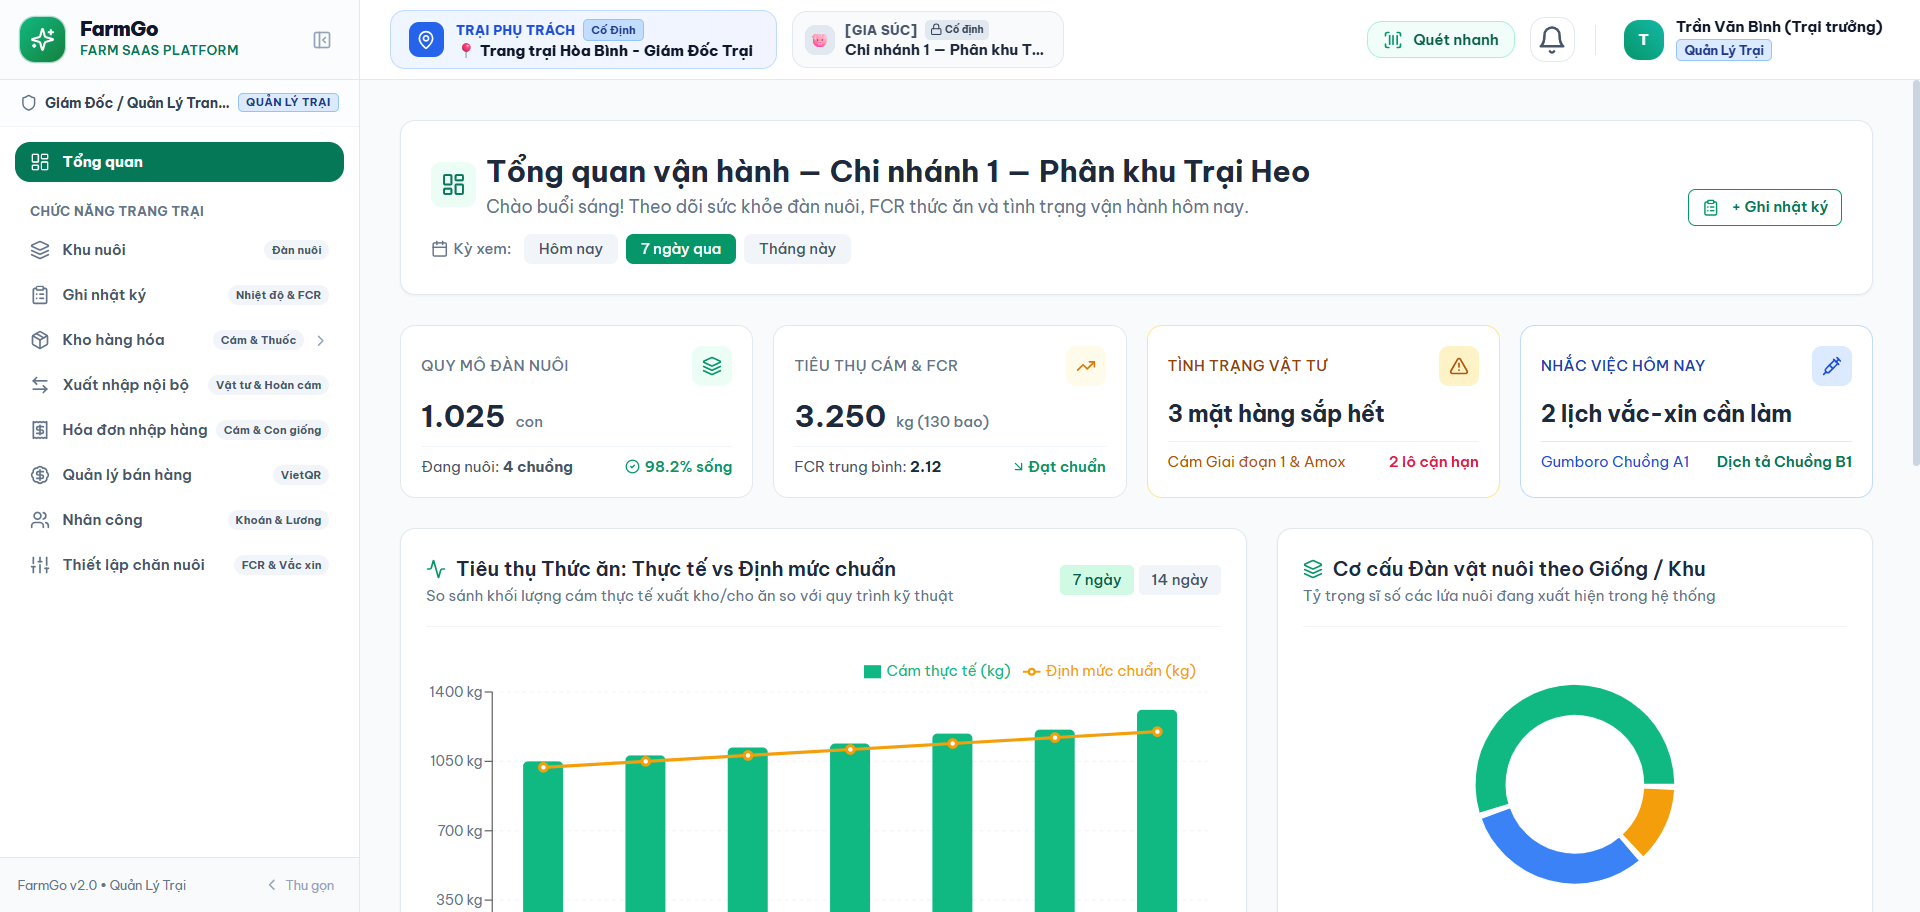 FarmGo
FARM SAAS PLATFORM
Giám Đốc / Quản Lý Tran... QUẢN LÝ TRẠI
Tổng quan
CHỨC NĂNG TRANG TRẠI
Khu nuôi Đàn nuôi
Ghi nhật ký Nhiệt độ & FCR
Kho hàng hóa Cám & Thuốc
Xuất nhập nội bộ Vật tư & Hoàn cám
Hóa đơn nhập hàng Cám & Con giống
Quản lý bán hàng VietQR
Nhân công Khoán & Lương
Thiết lập chăn nuôi FCR & Vắc xin
FarmGo v2.0 • Quản Lý Trại Thu gọn
TRẠI PHỤ TRÁCH Cố Định
📍 Trang trại Hòa Bình - Giám Đốc Trại
[GIA SÚC] Cố định
Chi nhánh 1 — Phân khu T...
Quét nhanh
T
Trần Văn Bình (Trại trưởng)
Quản Lý Trại
Tổng quan vận hành — Chi nhánh 1 — Phân khu Trại Heo
Chào buổi sáng! Theo dõi sức khỏe đàn nuôi, FCR thức ăn và tình trạng vận hành hôm nay.
Kỳ xem: Hôm nay 7 ngày qua Tháng này
+ Ghi nhật ký
QUY MÔ ĐÀN NUÔI
1.025 con
Đang nuôi: 4 chuồng 98.2% sống
TIÊU THỤ CÁM & FCR
3.250 kg (130 bao)
FCR trung bình: 2.12 Đạt chuẩn
TÌNH TRẠNG VẬT TƯ
3 mặt hàng sắp hết
Cám Giai đoạn 1 & Amox 2 lô cận hạn
NHẮC VIỆC HÔM NAY
2 lịch vắc-xin cần làm
Gumboro Chuồng A1 Dịch tả Chuồng B1
Tiêu thụ Thức ăn: Thực tế vs Định mức chuẩn
So sánh khối lượng cám thực tế xuất kho/cho ăn so với quy trình kỹ thuật
7 ngày 14 ngày
Cám thực tế (kg) Định mức chuẩn (kg)
1400 kg
1050 kg
700 kg
350 kg
Cơ cấu Đàn vật nuôi theo Giống / Khu
Tỷ trọng sĩ số các lứa nuôi đang xuất hiện trong hệ thống